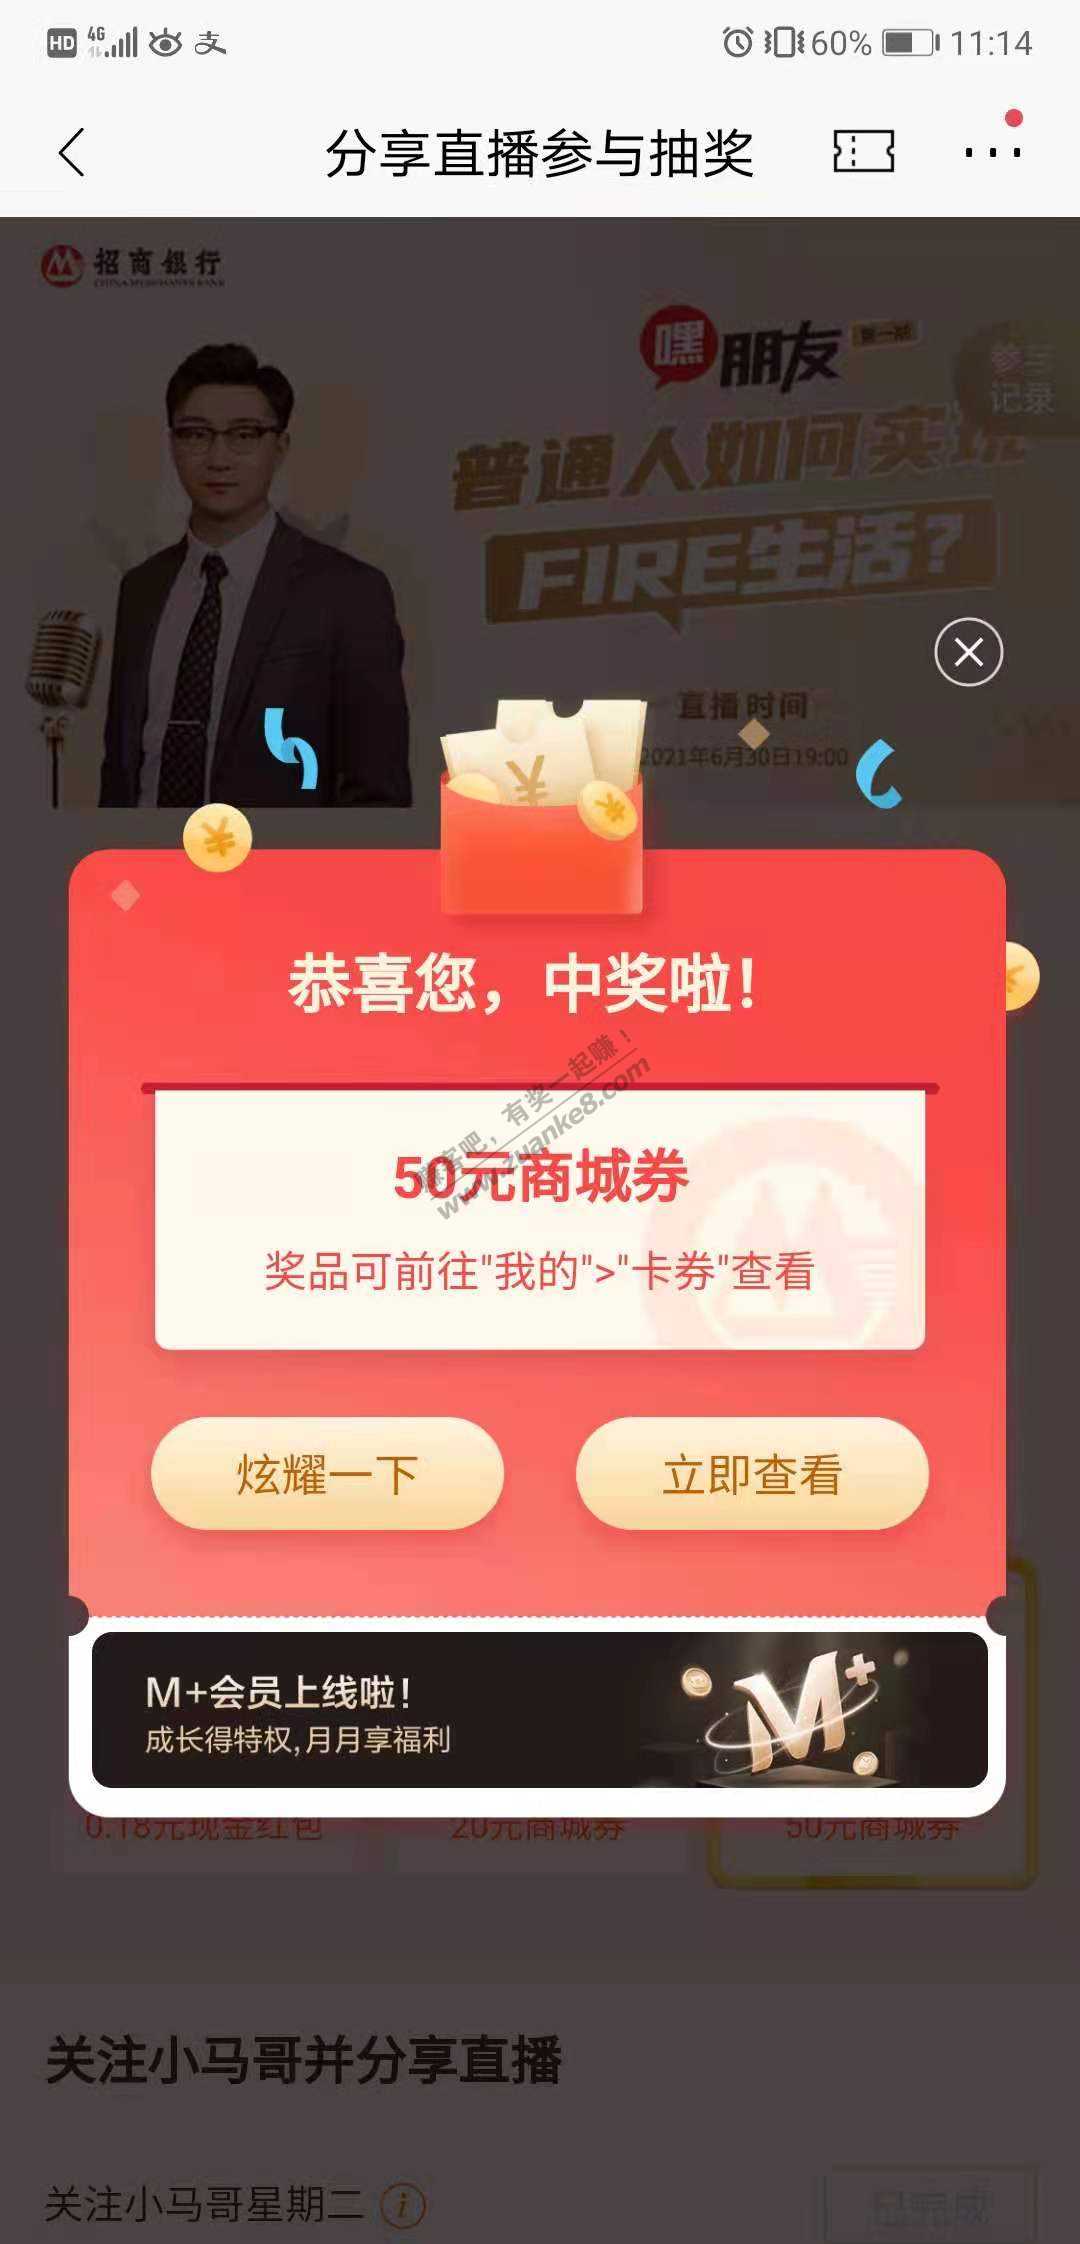 HD 4G 支 60% 11:14
分享直播参与抽奖
招商银行
CHINA MERCHANTS BANK
嘿朋友 第一期
参与
记录
普通人如何实现
FIRE生活？
直播时间
2021年6月30日19:00
恭喜您，中奖啦！
50元商城券
奖品可前往"我的">"卡券"查看
赚客吧，有奖一起赚！
www.zuanke8.com
炫耀一下 立即查看
M+会员上线啦！
成长得特权,月月享福利
0.18元现金红包 20元商城券 50元商城券
关注小马哥并分享直播
关注小马哥星期二
已完成